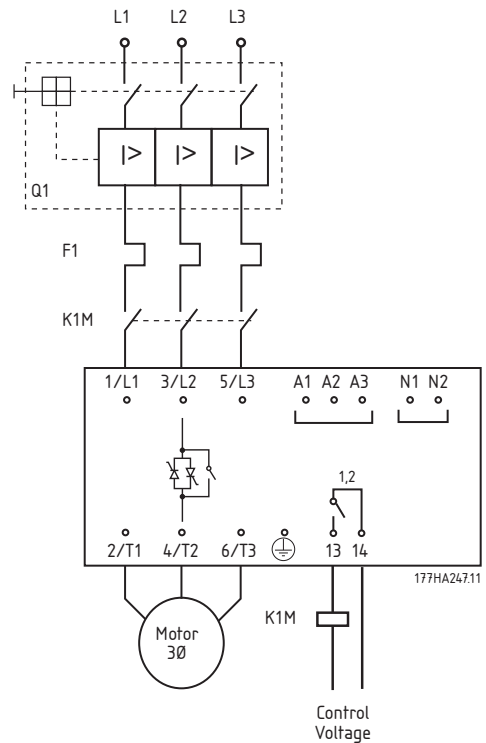 L1 L2 L3
I> I> I>
Q1
F1
K1M
1/L1 3/L2 5/L3 A1 A2 A3 N1 N2
1,2
2/T1 4/T2 6/T3 13 14
177HA247.11
Motor
3Ø
K1M
Control
Voltage